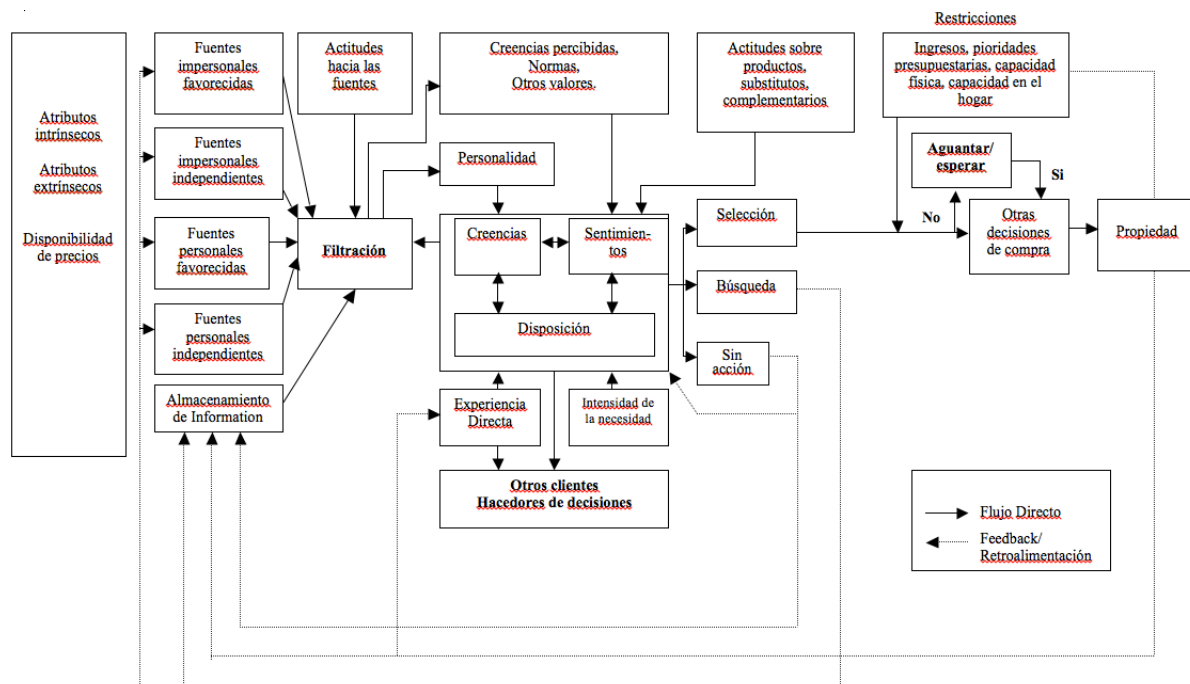 Restricciones
Atributos
intrínsecos
Atributos
extrínsecos
Disponibilidad
de precios
Fuentes
impersonales
favorecidas
Fuentes
impersonales
independientes
Fuentes
personales
favorecidas
Fuentes
personales
independientes
Almacenamiento
de Information
Actitudes
hacia las
fuentes
Filtración
Creencias percibidas,
Normas,
Otros valores.
Personalidad
Creencias
Sentimien-
tos
Disposición
Experiencia
Directa
Intensidad de
la necesidad
Otros clientes
Hacedores de decisiones
Actitudes sobre
productos,
substitutos,
complementarios
Selección
Búsqueda
Sin
acción
Ingresos, pioridades
presupuestarias, capacidad
física, capacidad en el
hogar
Aguantar/
esperar
Si
No
Otras
decisiones
de compra
Propiedad
Flujo Directo
Feedback/
Retroalimentación